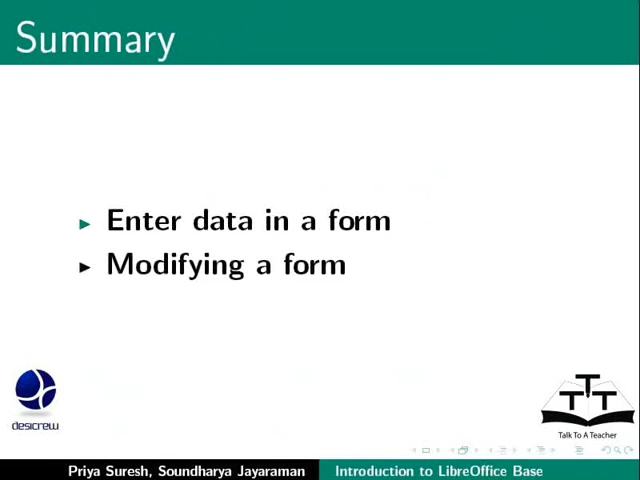 Summary
Enter data in a form
Modifying a form
desicrew
TTT
Talk To A Teacher
Priya Suresh, Soundharya Jayaraman
Introduction to LibreOffice Base